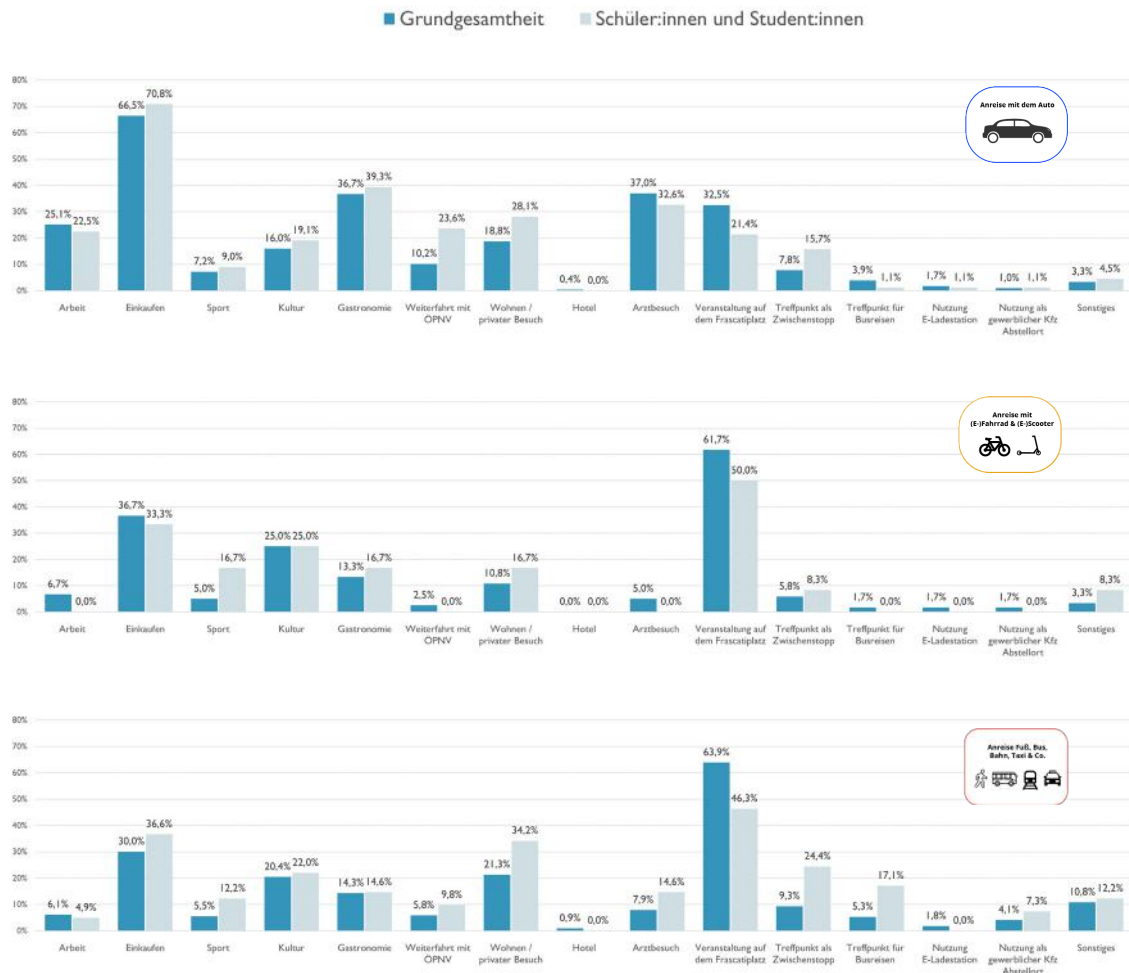 Grundgesamtheit Schüler:innen und Student:innen
80%
70%
60%
50%
40%
30%
20%
10%
0%
25,1% 22,5% 66,5% 70,8% 7,2% 9,0% 16,0% 19,1% 36,7% 39,3% 10,2% 23,6% 18,8% 28,1% 0,4% 0,0% 37,0% 32,6% 32,5% 21,4% 7,8% 15,7% 3,9% 1,1% 1,7% 1,1% 1,0% 1,1% 3,3% 4,5%
Anreise mit dem Auto
Arbeit Einkaufen Sport Kultur Gastronomie Weiterfahrt mit Wohnen / Hotel Arztbesuch Veranstaltung auf Treffpunkt als Treffpunkt für Nutzung Nutzung als Sonstiges
ÖPNV privater Besuch dem Frascatiplatz Zwischenstopp Busreisen E-Ladestation gewerblicher Kfz
Abstellort
80%
70%
60%
50%
40%
30%
20%
10%
0%
6,7% 0,0% 36,7% 33,3% 5,0% 16,7% 25,0% 25,0% 13,3% 16,7% 2,5% 0,0% 10,8% 16,7% 0,0% 0,0% 5,0% 0,0% 61,7% 50,0% 5,8% 8,3% 1,7% 0,0% 1,7% 0,0% 1,7% 0,0% 3,3% 8,3%
Anreise mit
(E-)Fahrrad & (E-)Scooter
Arbeit Einkaufen Sport Kultur Gastronomie Weiterfahrt mit Wohnen / Hotel Arztbesuch Veranstaltung auf Treffpunkt als Treffpunkt für Nutzung Nutzung als Sonstiges
ÖPNV privater Besuch dem Frascatiplatz Zwischenstopp Busreisen E-Ladestation gewerblicher Kfz
Abstellort
80%
70%
60%
50%
40%
30%
20%
10%
0%
6,1% 4,9% 30,0% 36,6% 5,5% 12,2% 20,4% 22,0% 14,3% 14,6% 5,8% 9,8% 21,3% 34,2% 0,9% 0,0% 7,9% 14,6% 63,9% 46,3% 9,3% 24,4% 5,3% 17,1% 1,8% 0,0% 4,1% 7,3% 10,8% 12,2%
Anreise Fuß, Bus,
Bahn, Taxi & Co.
Arbeit Einkaufen Sport Kultur Gastronomie Weiterfahrt mit Wohnen / Hotel Arztbesuch Veranstaltung auf Treffpunkt als Treffpunkt für Nutzung Nutzung als Sonstiges
ÖPNV privater Besuch dem Frascatiplatz Zwischenstopp Busreisen E-Ladestation gewerblicher Kfz
Abstellort